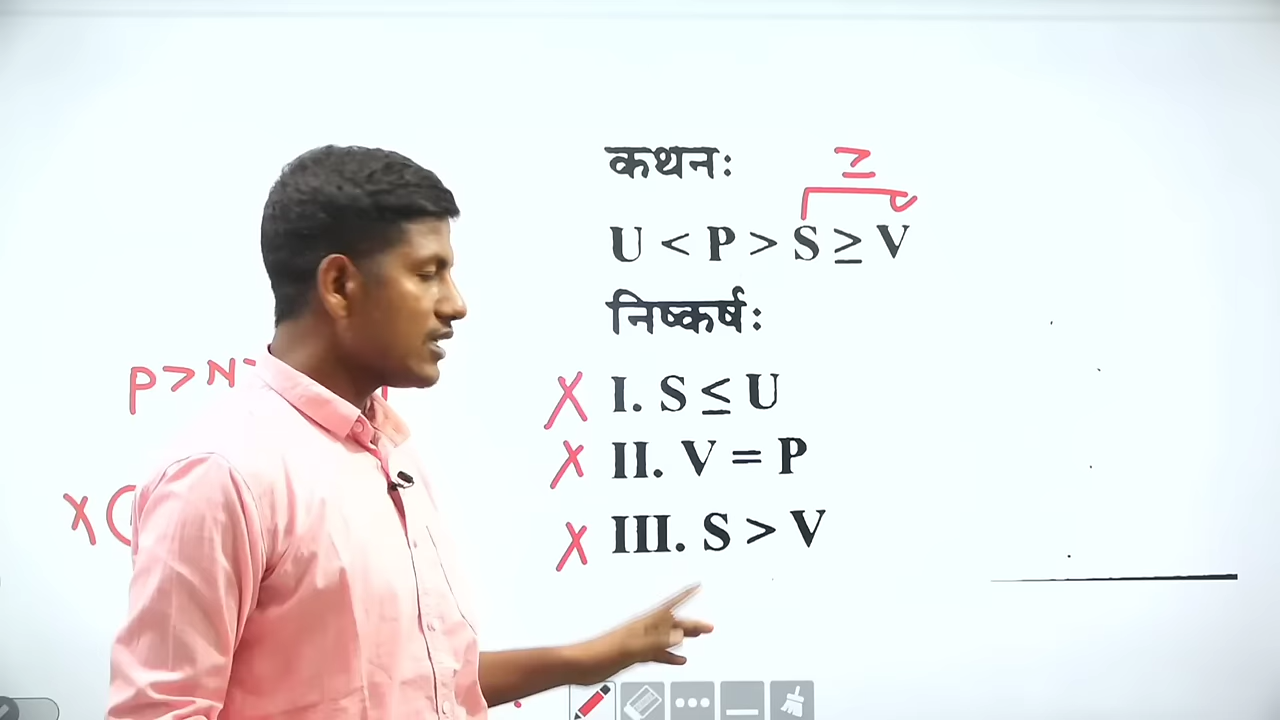 कथनः
≥
U < P > S ≥ V
निष्कर्षः
P > N
X I. S ≤ U
X II. V = P
X
X III. S > V